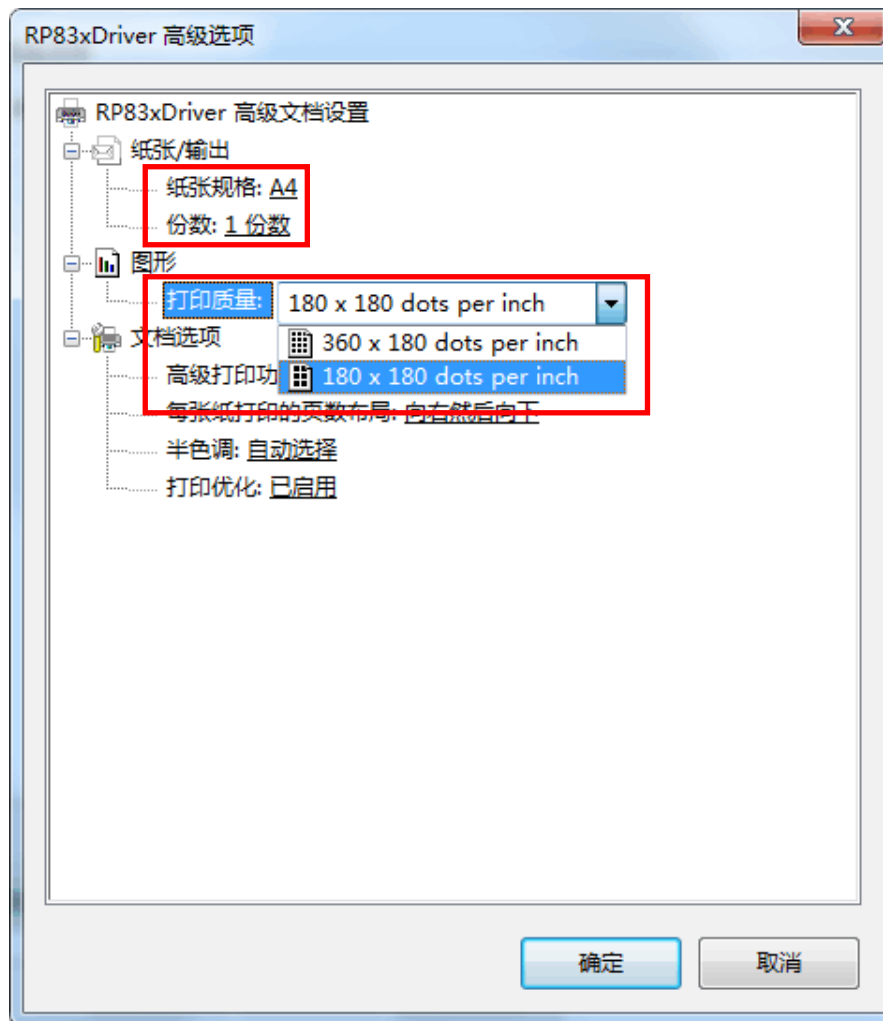 RP83xDriver 高级选项
RP83xDriver 高级文档设置
纸张/输出
纸张规格: A4
份数: 1 份数
图形
打印质量: 180 x 180 dots per inch
360 x 180 dots per inch
文档选项
180 x 180 dots per inch
高级打印功
每张纸打印的页数布局: 向右然后向下
半色调: 自动选择
打印优化: 已启用
确定
取消